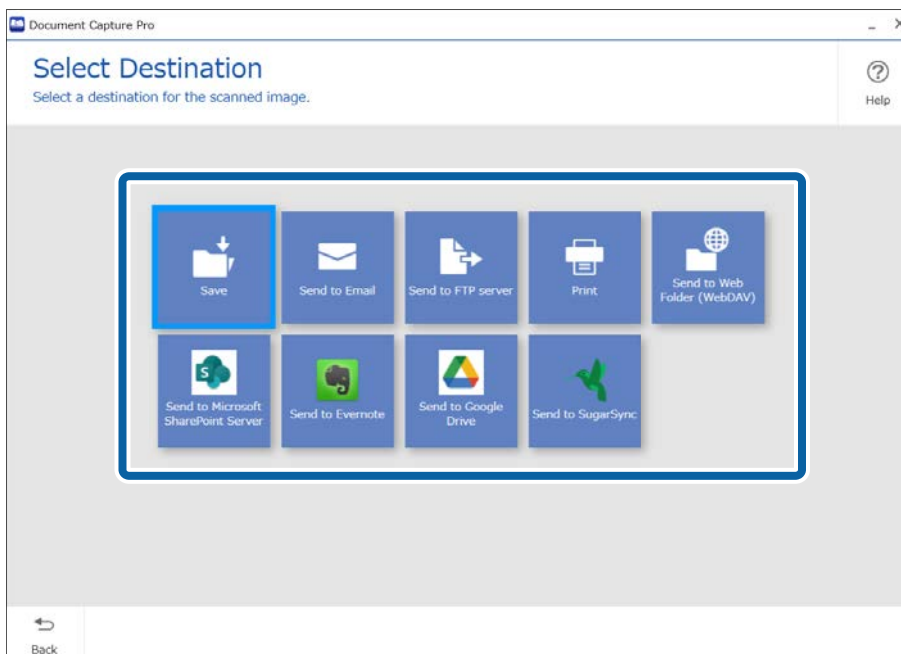 Document Capture Pro
Select Destination
Select a destination for the scanned image.
Help
Save
Send to Email
Send to FTP server
Print
Send to Web
Folder (WebDAV)
Send to Microsoft
SharePoint Server
Send to Evernote
Send to Google
Drive
Send to SugarSync
Back